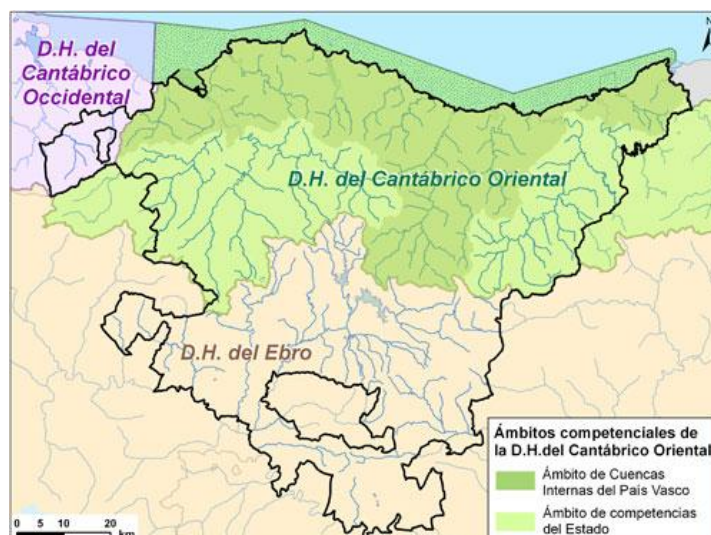 D.H. del
Cantábrico
Occidental
N
D.H. del Cantábrico Oriental
D.H. del Ebro
Ámbitos competenciales de
la D.H.del Cantábrico Oriental
Ámbito de Cuencas
Internas del País Vasco
Ámbito de competencias
del Estado
0 5 10 20
km